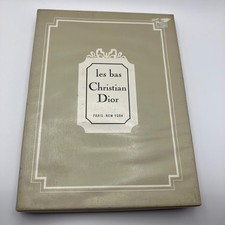 les bas
Christian
Dior
PARIS NEW YORK